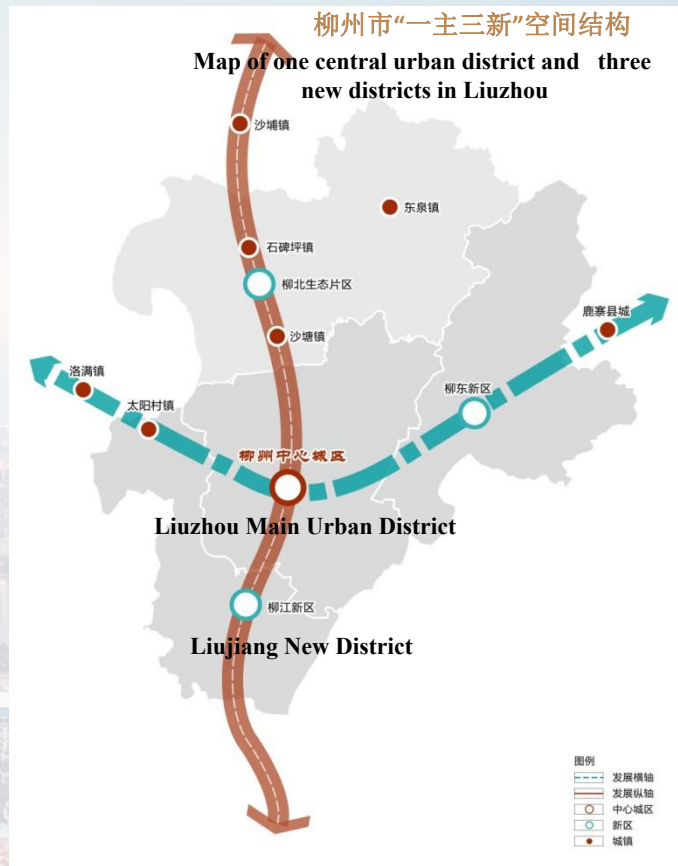 柳州市“一主三新”空间结构
Map of one central urban district and three
new districts in Liuzhou
沙埔镇
东泉镇
石碑坪镇
柳北生态片区
鹿寨县城
沙塘镇
洛满镇
柳东新区
太阳村镇
柳州中心城区
Liuzhou Main Urban District
柳江新区
Liujiang New District
图例
发展横轴
发展纵轴
中心城区
新区
城镇